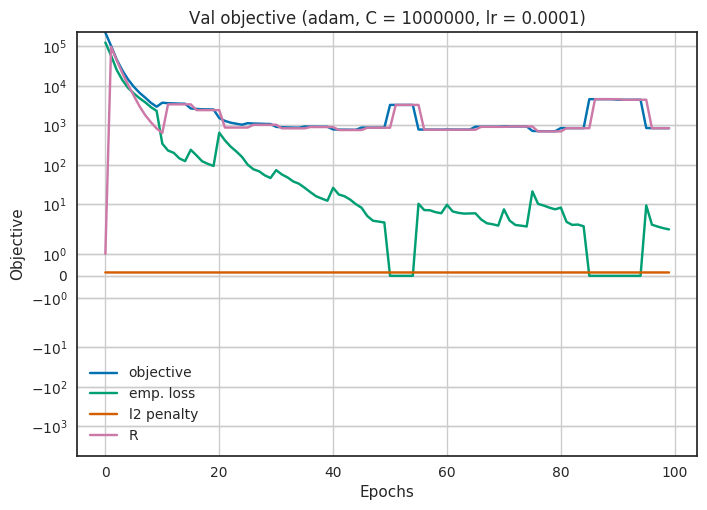 Val objective (adam, C = 1000000, lr = 0.0001)
Objective
10^5
10^4
10^3
10^2
10^1
10^0
0
−10^0
−10^1
−10^2
−10^3
objective
emp. loss
l2 penalty
R
0 20 40 60 80 100
Epochs